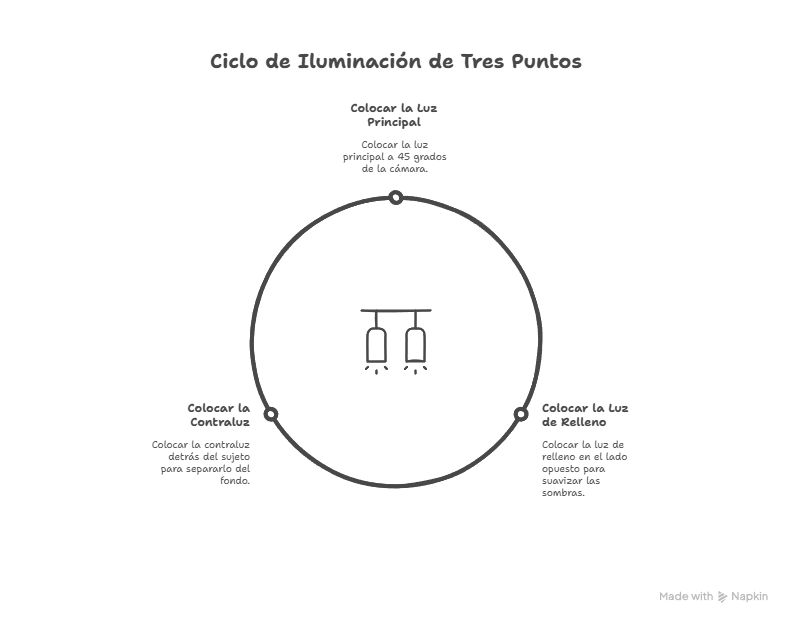 Ciclo de Iluminación de Tres Puntos
Colocar la Luz
Principal
Colocar la luz
principal a 45 grados
de la cámara.
Colocar la
Contraluz
Colocar la contraluz
detrás del sujeto
para separarlo del
fondo.
Colocar la Luz
de Relleno
Colocar la luz de
relleno en el lado
opuesto para
suavizar las
sombras.
Made with Napkin